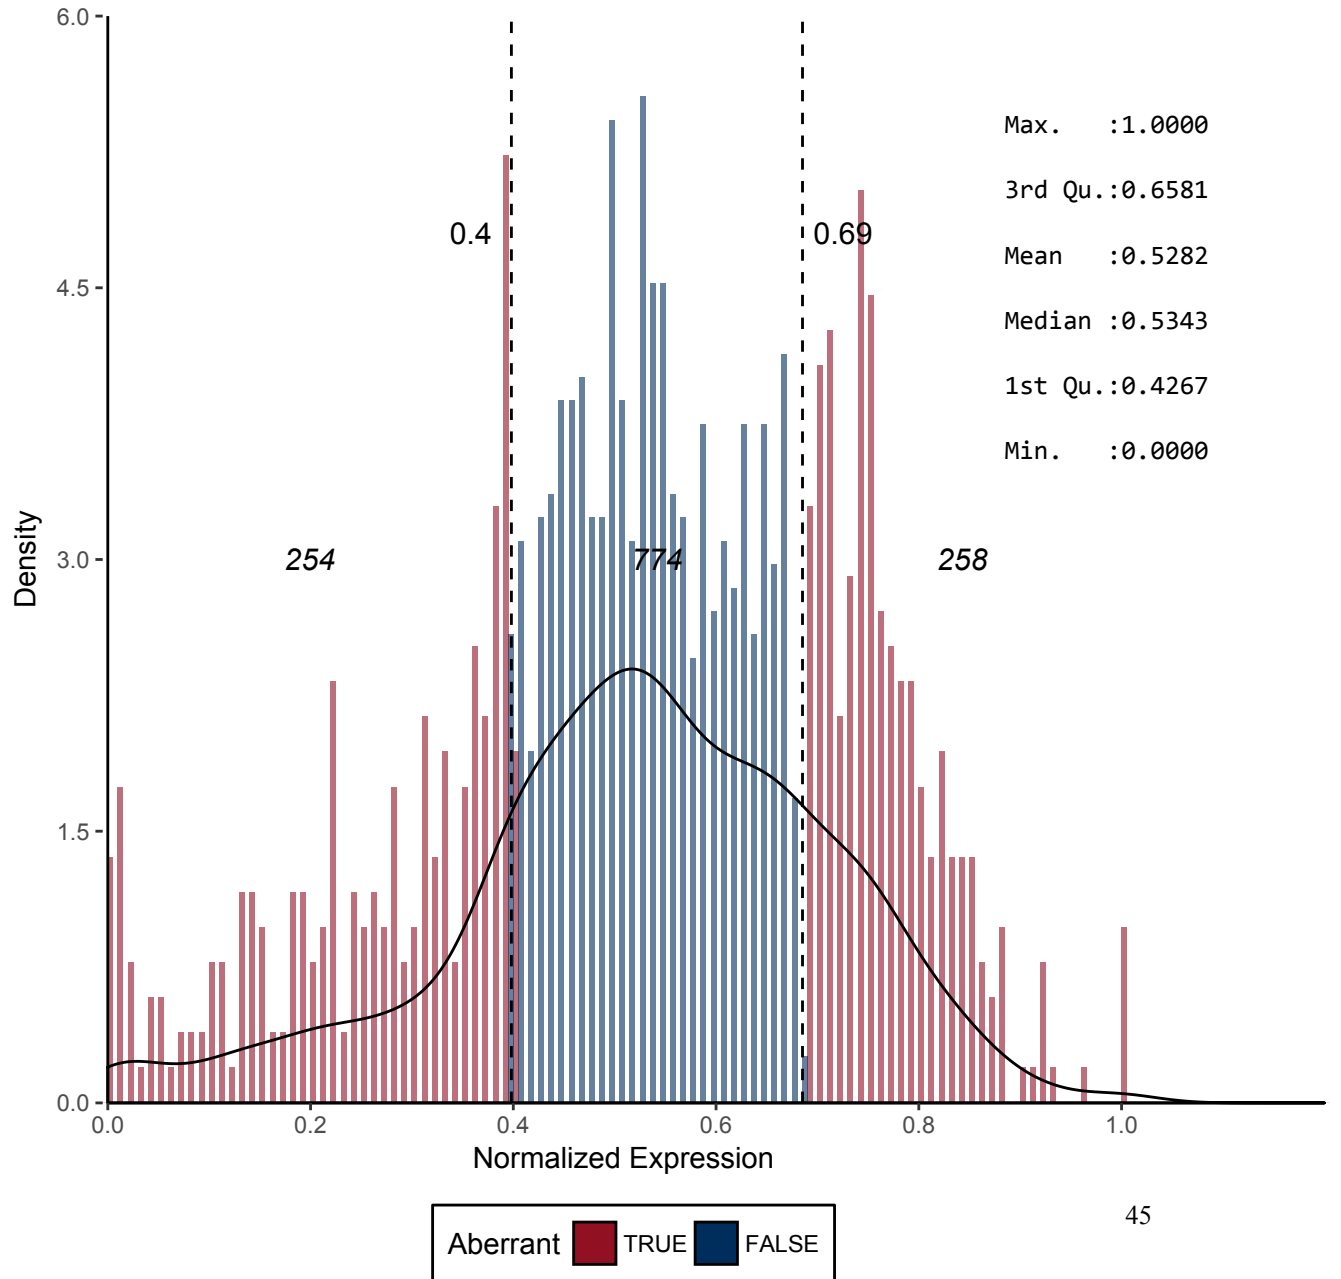 6.0
Max. :1.0000
3rd Qu.:0.6581
0.4
0.69
Mean :0.5282
4.5
Median :0.5343
1st Qu.:0.4267
Min. :0.0000
Density
3.0
254
774
258
1.5
0.0
0.0 0.2 0.4 0.6 0.8 1.0
Normalized Expression
45
Aberrant TRUE FALSE